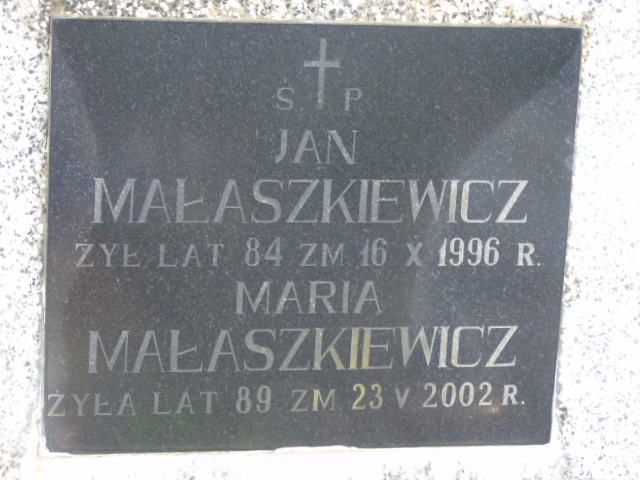 Ś P
JAN
MAŁASZKIEWICZ
ŻYŁ LAT 84 ZM 16 X 1996 R.
MARIA
MAŁASZKIEWICZ
ŻYŁA LAT 89 ZM 23 V 2002 R.